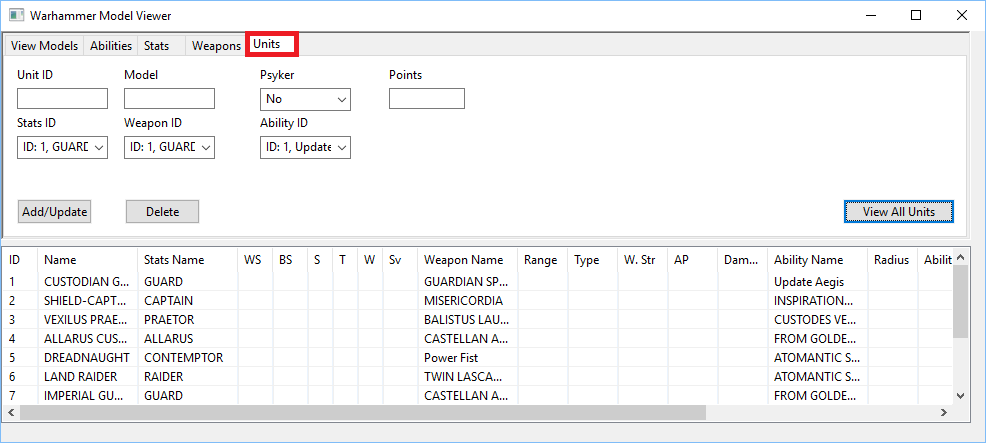 Warhammer Model Viewer
View Models Abilities Stats Weapons Units
Unit ID Model Psyker Points
No
Stats ID Weapon ID Ability ID
ID: 1, GUARD ID: 1, GUARD ID: 1, Update
Add/Update Delete View All Units
ID Name Stats Name WS BS S T W Sv Weapon Name Range Type W. Str AP Dam... Ability Name Radius Abilit
1 CUSTODIAN G... GUARD GUARDIAN SP... Update Aegis
2 SHIELD-CAPT... CAPTAIN MISERICORDIA INSPIRATION...
3 VEXILUS PRAE... PRAETOR BALISTUS LAU... CUSTODES VE...
4 ALLARUS CUS... ALLARUS CASTELLAN A... FROM GOLDE...
5 DREADNAUGHT CONTEMPTOR Power Fist ATOMANTIC S...
6 LAND RAIDER RAIDER TWIN LASCA... ATOMANTIC S...
7 IMPERIAL GU... GUARD CASTELLAN A... FROM GOLDE...